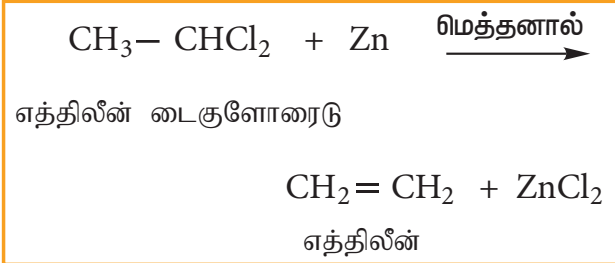 மெத்தனால்
CH₃– CHCl₂ + Zn ⟶
எத்திலீன் டைகுளோரைடு
CH₂ = CH₂ + ZnCl₂
எத்திலீன்